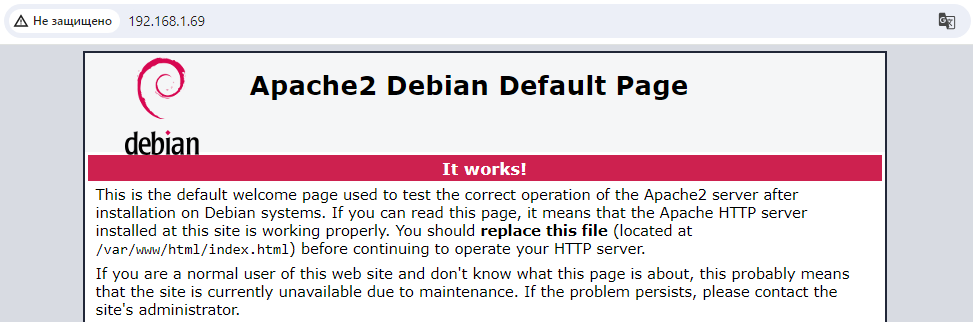 Не защищено 192.168.1.69
Apache2 Debian Default Page
debian
It works!
This is the default welcome page used to test the correct operation of the Apache2 server after
installation on Debian systems. If you can read this page, it means that the Apache HTTP server
installed at this site is working properly. You should replace this file (located at
/var/www/html/index.html) before continuing to operate your HTTP server.
If you are a normal user of this web site and don't know what this page is about, this probably means
that the site is currently unavailable due to maintenance. If the problem persists, please contact the
site's administrator.